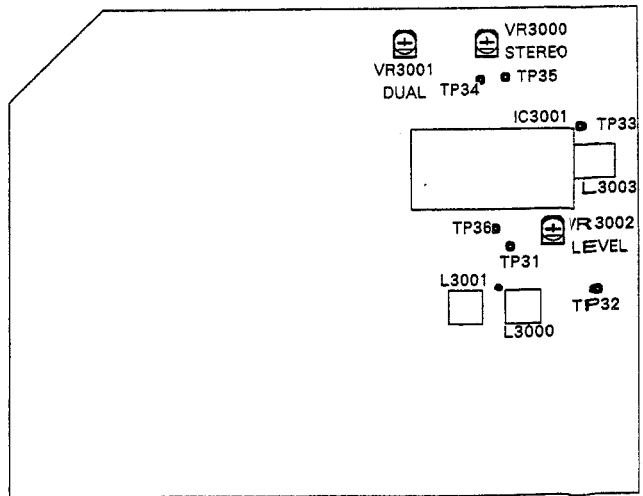 VR3000
STEREO
VR3001
DUAL
TP34
TP35
IC3001
TP33
L3003
TP36
VR3002
LEVEL
TP31
L3001
TP32
L3000